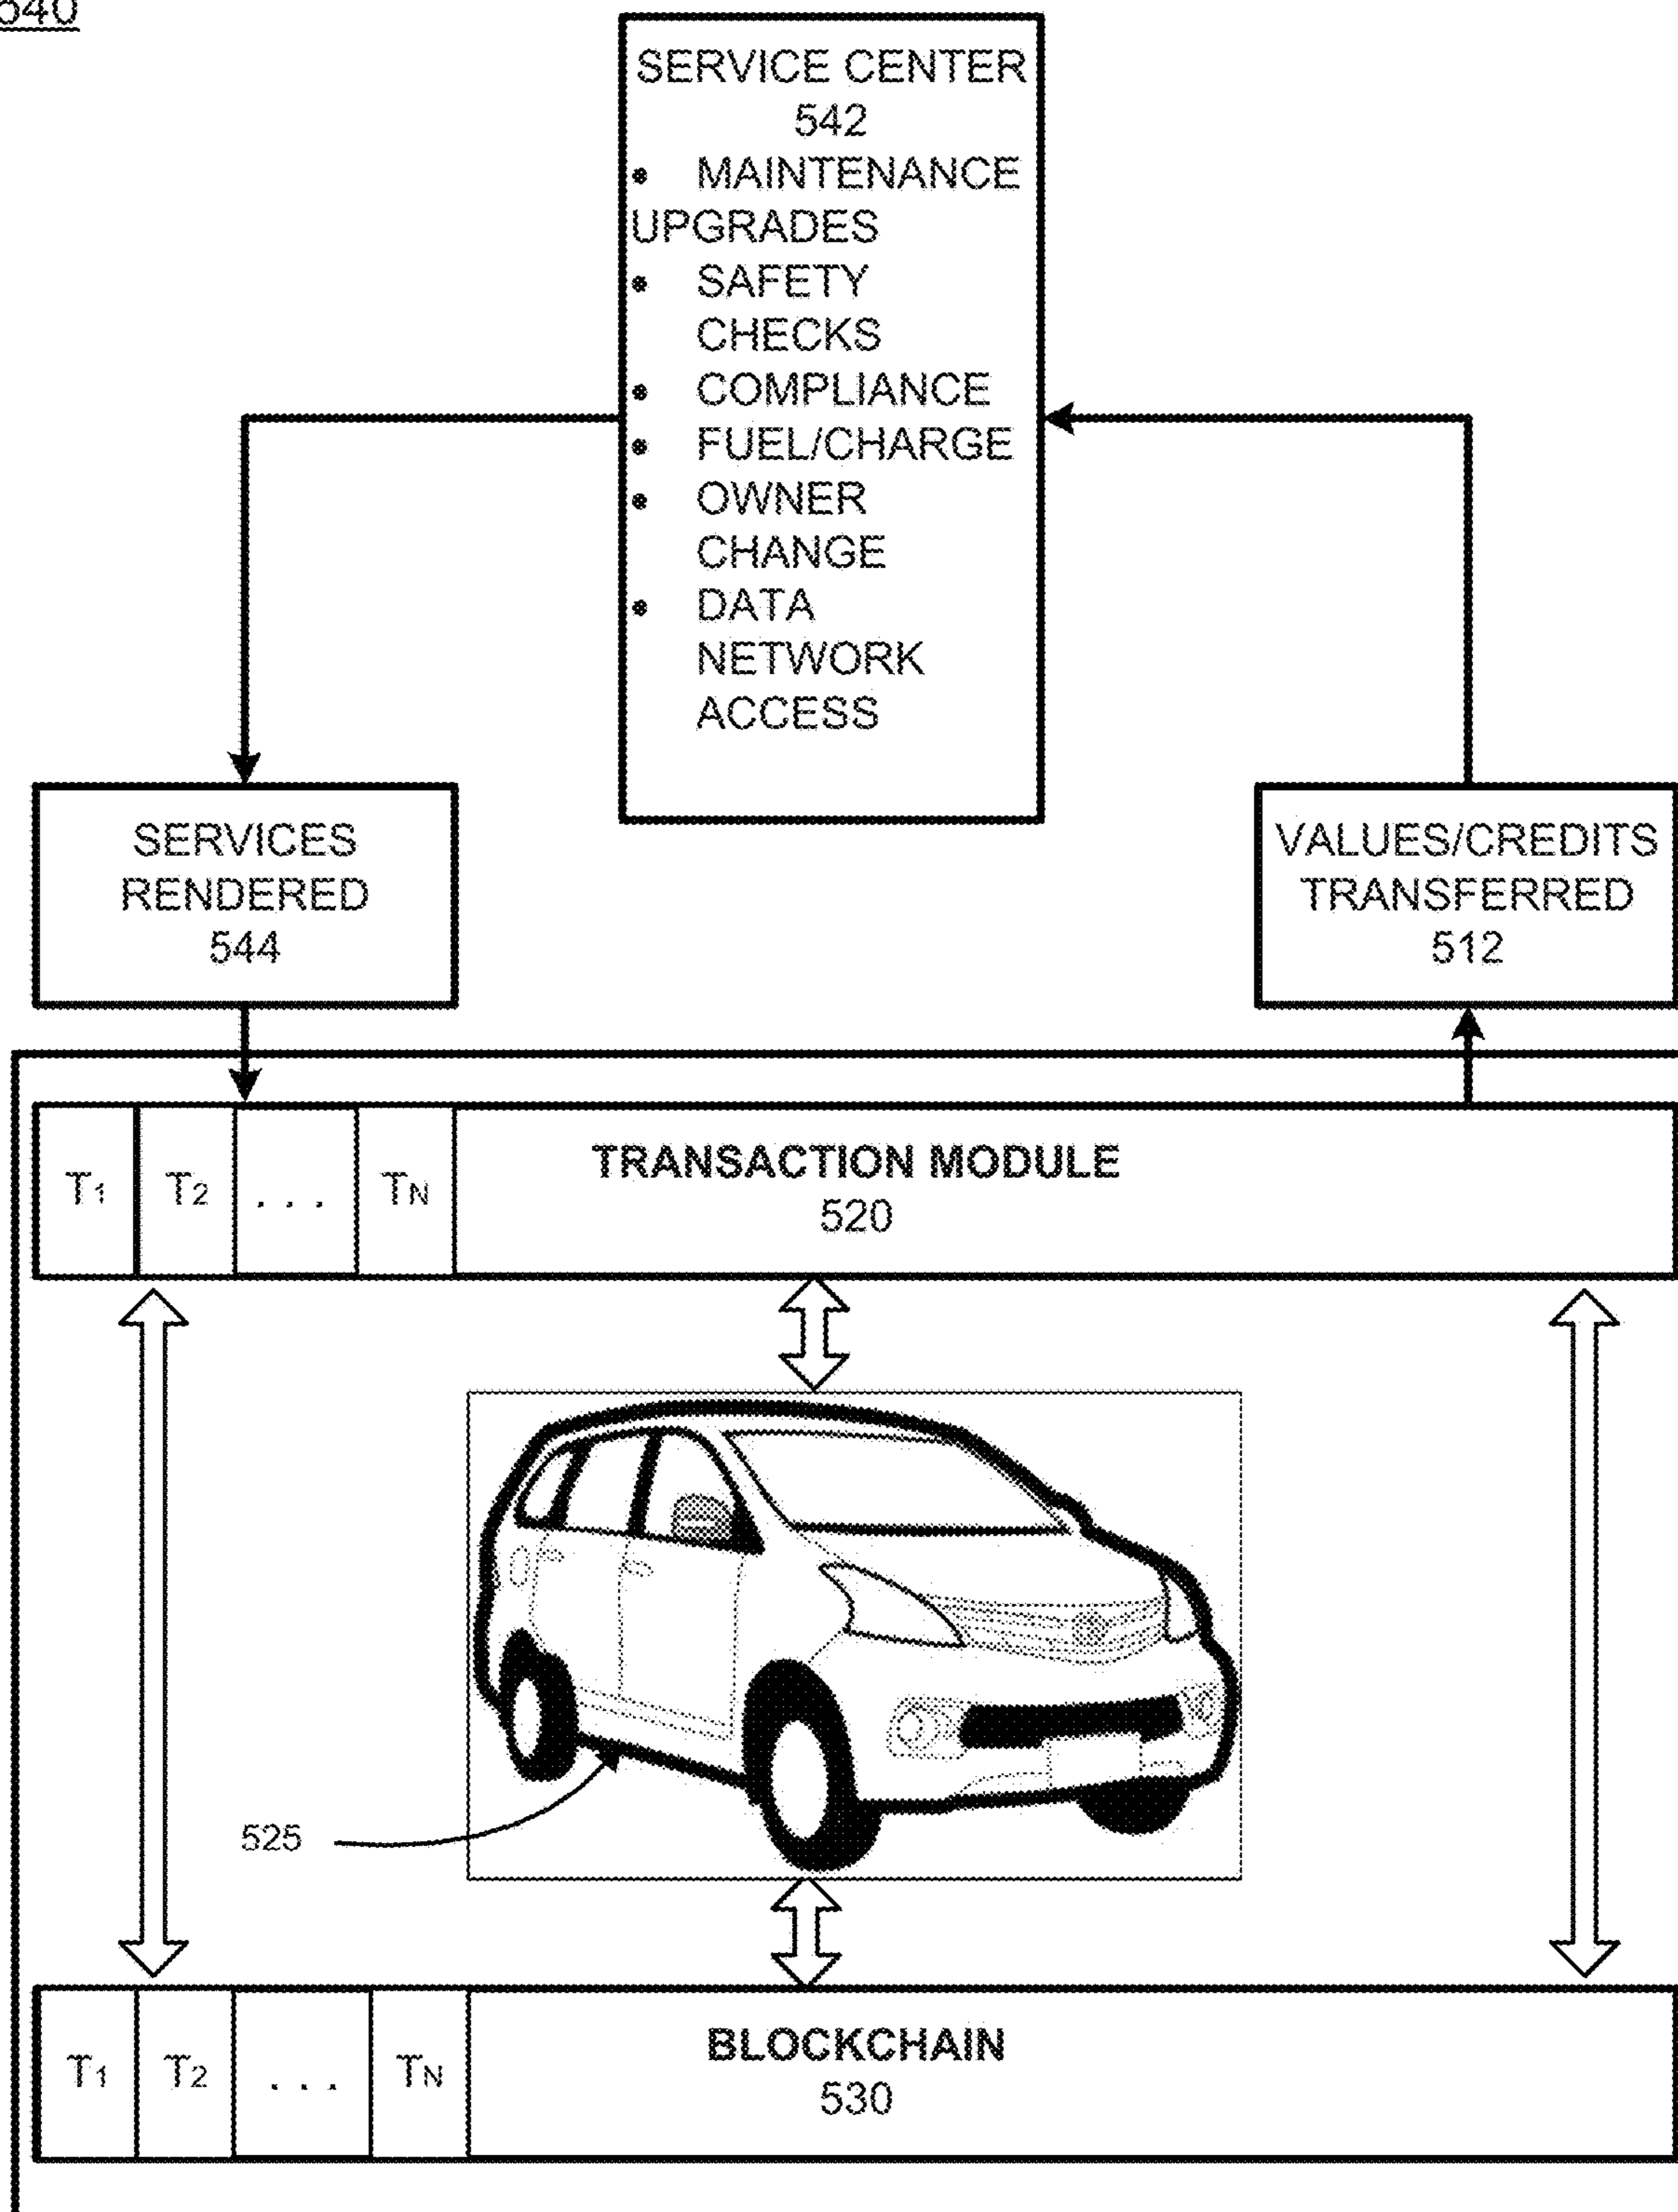 540
SERVICE CENTER
542
• MAINTENANCE
UPGRADES
• SAFETY
CHECKS
• COMPLIANCE
• FUEL/CHARGE
• OWNER
CHANGE
• DATA
NETWORK
ACCESS
SERVICES
RENDERED
544
VALUES/CREDITS
TRANSFERRED
512
T1 T2 . . . TN
TRANSACTION MODULE
520
525
T1 T2 . . . TN
BLOCKCHAIN
530